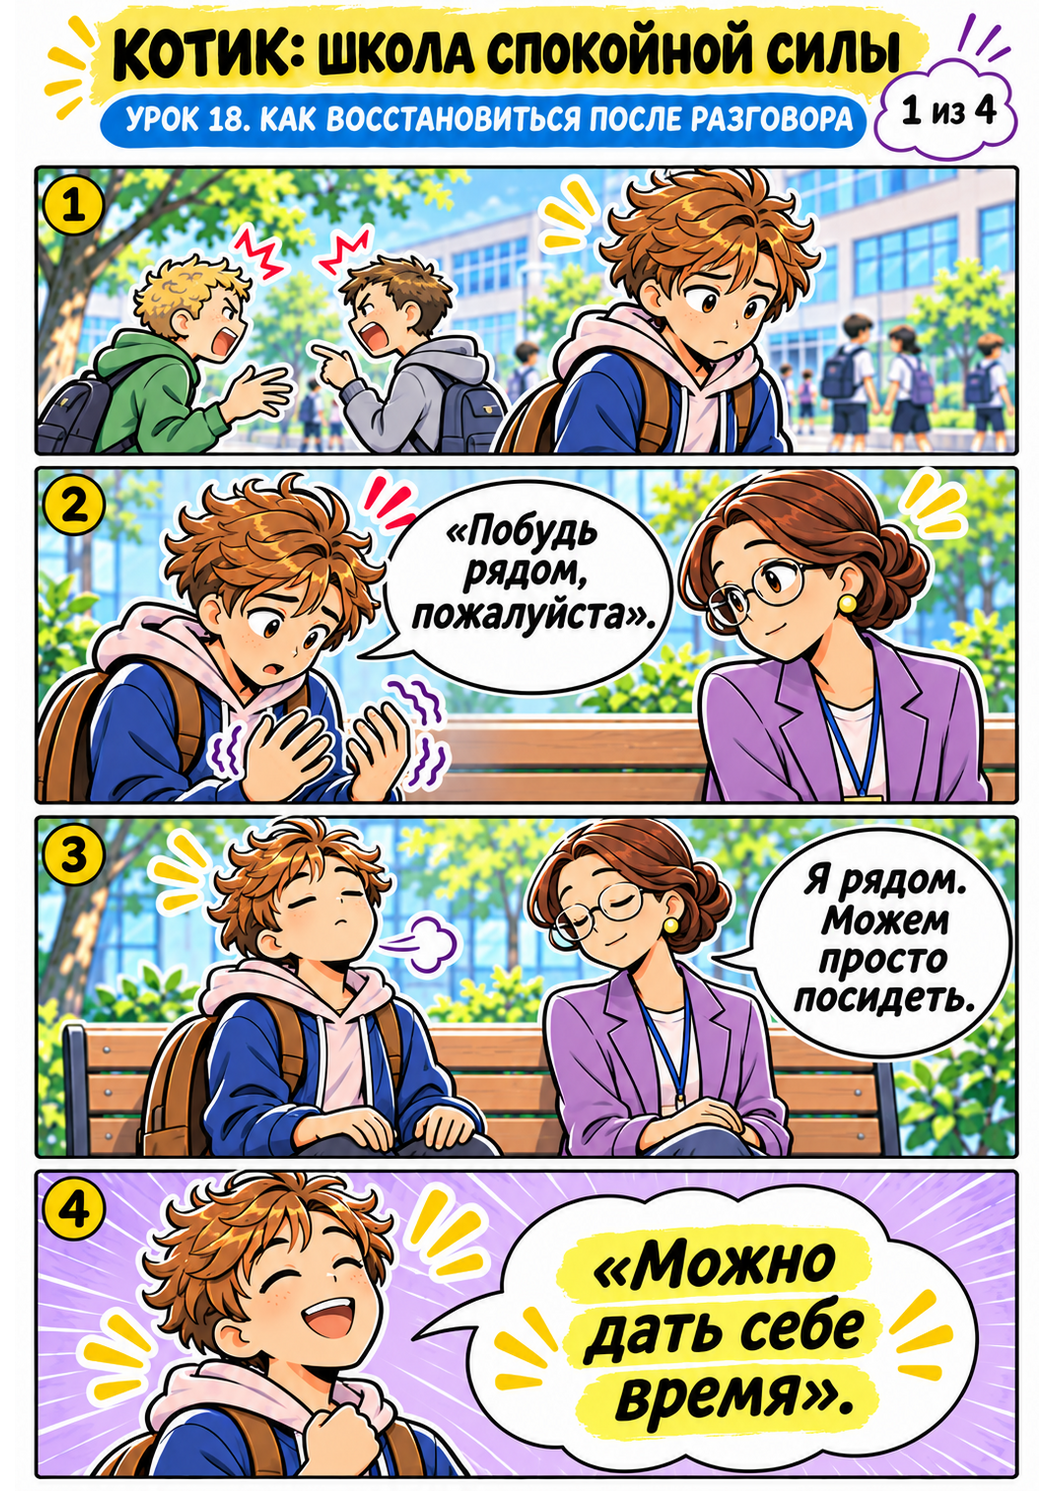 КОТИК: ШКОЛА СПОКОЙНОЙ СИЛЫ
УРОК 18. КАК ВОССТАНОВИТЬСЯ ПОСЛЕ РАЗГОВОРА
1 из 4
1
2
«Побудь
рядом,
пожалуйста».
3
Я рядом.
Можем
просто
посидеть.
4
«Можно
дать себе
время».